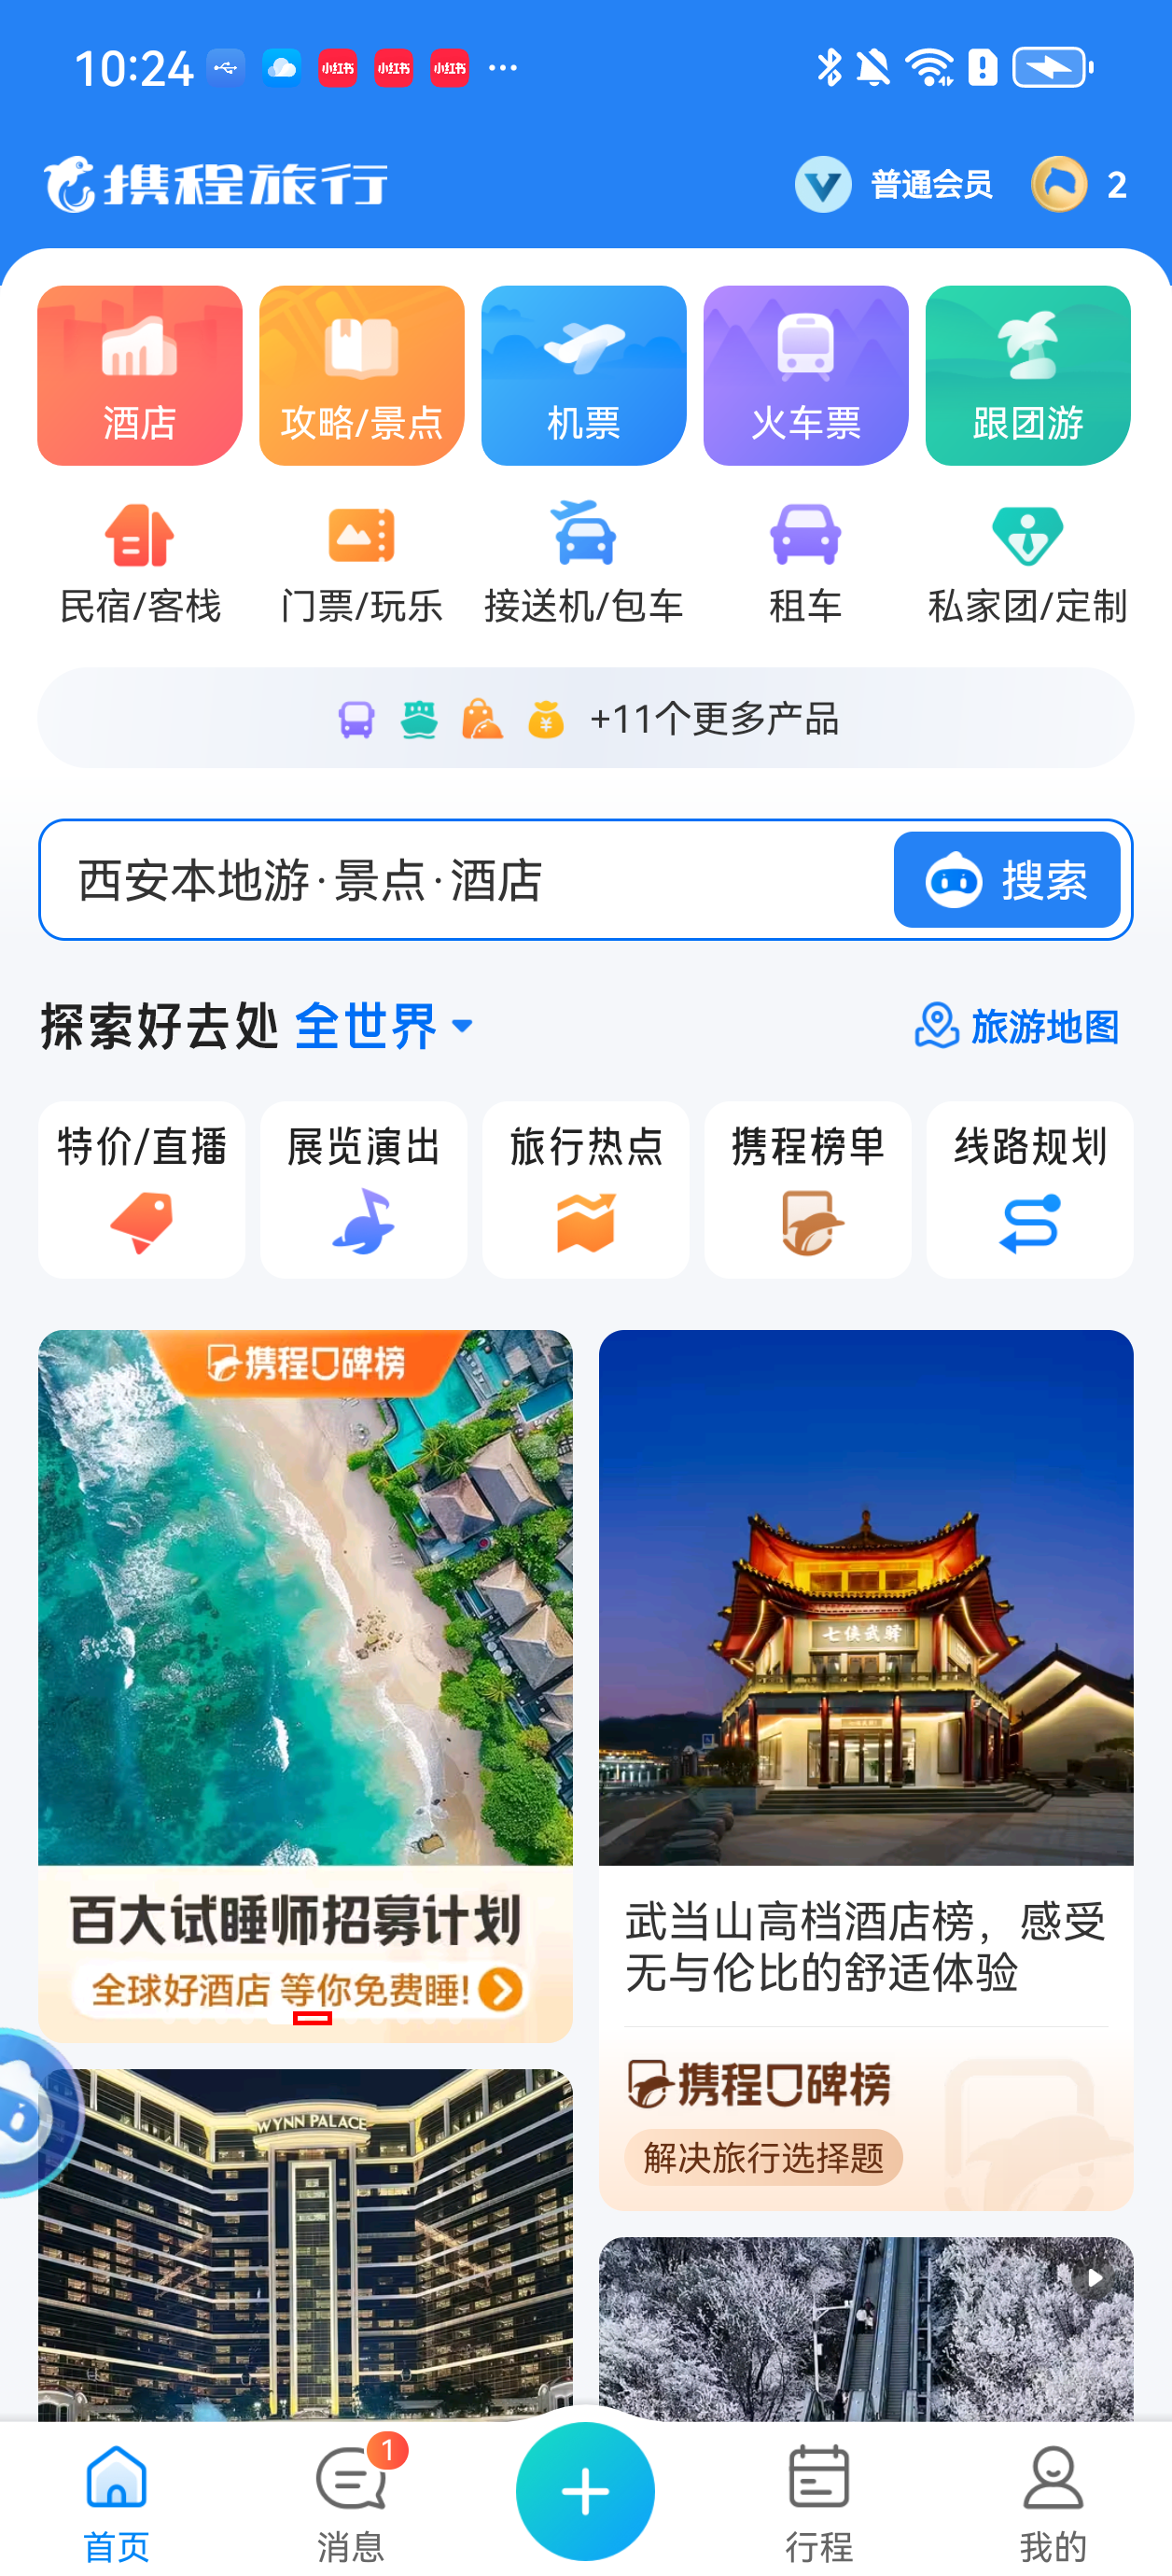 10:24
小红书 小红书 小红书 ...
携程旅行
普通会员
2
酒店
攻略/景点
机票
火车票
跟团游
民宿/客栈
门票/玩乐
接送机/包车
租车
私家团/定制
+11个更多产品
西安本地游·景点·酒店
搜索
探索好去处 全世界
旅游地图
特价/直播
展览演出
旅行热点
携程榜单
线路规划
携程口碑榜
百大试睡师招募计划
全球好酒店 等你免费睡!
七侠武驿
武当山高档酒店榜，感受
无与伦比的舒适体验
携程口碑榜
解决旅行选择题
WYNN PALACE
首页
消息
1
行程
我的